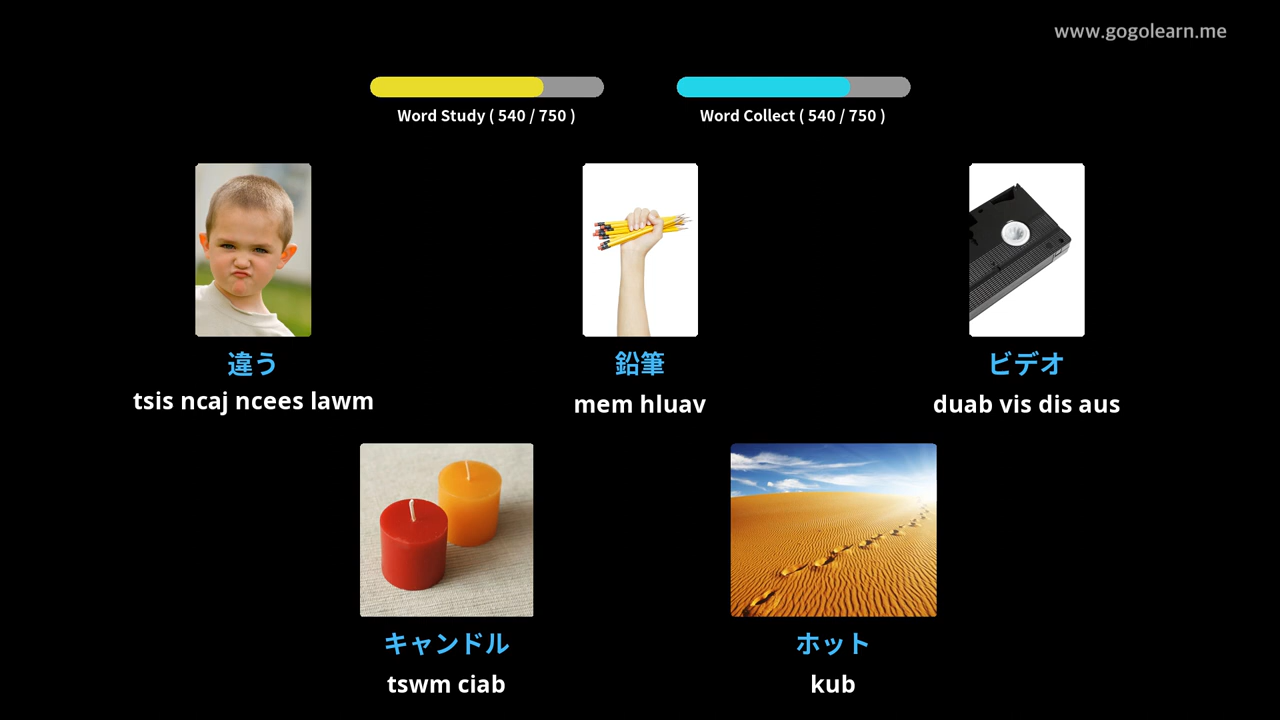 www.gogolearn.me
Word Study ( 540 / 750 )
Word Collect ( 540 / 750 )
違う
tsis ncaj ncees lawm
鉛筆
mem hluav
ビデオ
duab vis dis aus
キャンドル
tswm ciab
ホット
kub